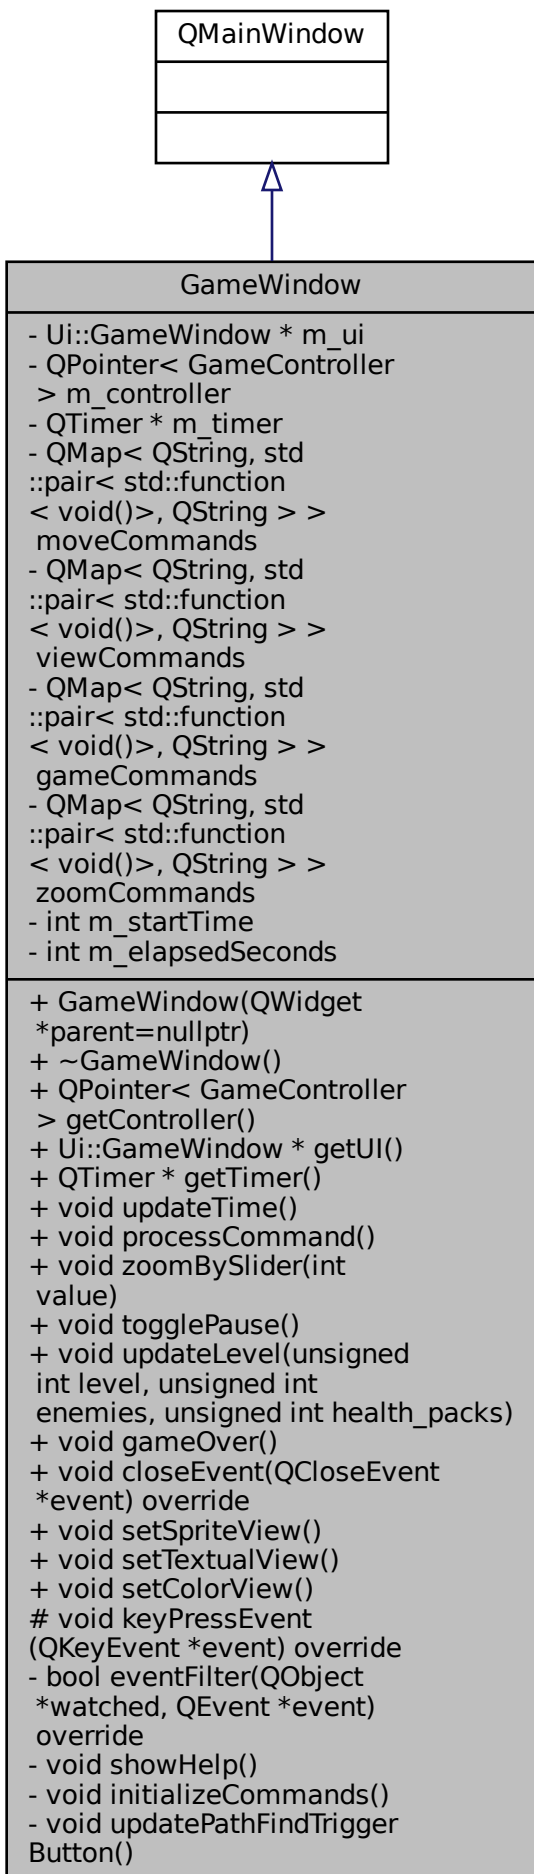 QMainWindow
GameWindow
- Ui::GameWindow * m_ui
- QPointer< GameController
> m_controller
- QTimer * m_timer
- QMap< QString, std
::pair< std::function
< void()>, QString > >
moveCommands
- QMap< QString, std
::pair< std::function
< void()>, QString > >
viewCommands
- QMap< QString, std
::pair< std::function
< void()>, QString > >
gameCommands
- QMap< QString, std
::pair< std::function
< void()>, QString > >
zoomCommands
- int m_startTime
- int m_elapsedSeconds
+ GameWindow(QWidget
*parent=nullptr)
+ ~GameWindow()
+ QPointer< GameController
> getController()
+ Ui::GameWindow * getUI()
+ QTimer * getTimer()
+ void updateTime()
+ void processCommand()
+ void zoomBySlider(int
value)
+ void togglePause()
+ void updateLevel(unsigned
int level, unsigned int
enemies, unsigned int health_packs)
+ void gameOver()
+ void closeEvent(QCloseEvent
*event) override
+ void setSpriteView()
+ void setTextualView()
+ void setColorView()
# void keyPressEvent
(QKeyEvent *event) override
- bool eventFilter(QObject
*watched, QEvent *event)
override
- void showHelp()
- void initializeCommands()
- void updatePathFindTrigger
Button()